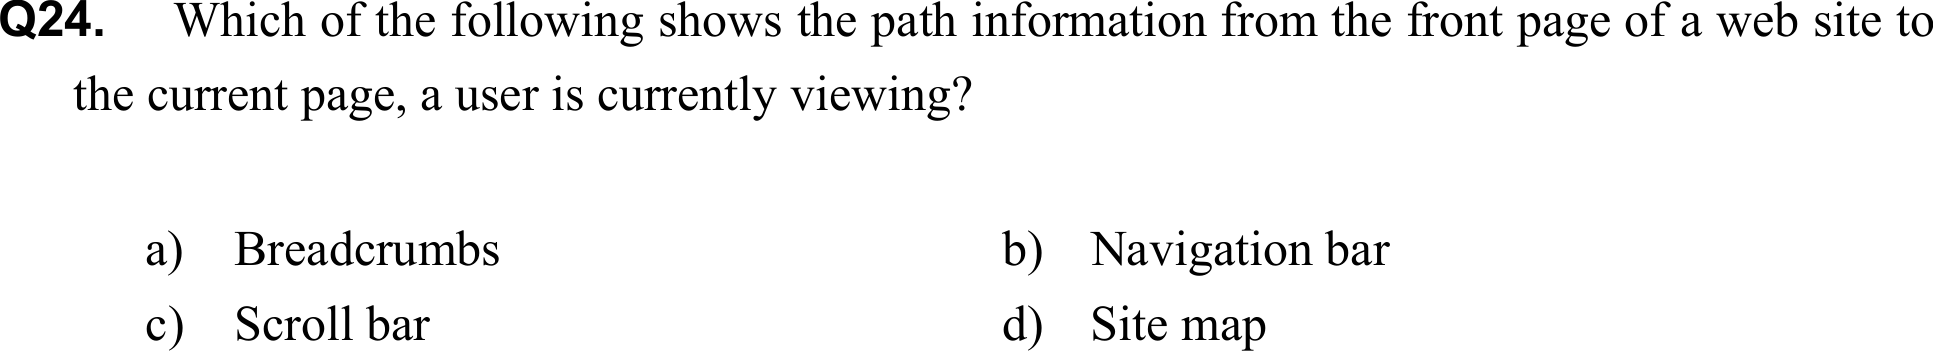 Q24. Which of the following shows the path information from the front page of a web site to
the current page, a user is currently viewing?
a) Breadcrumbs b) Navigation bar
c) Scroll bar d) Site map